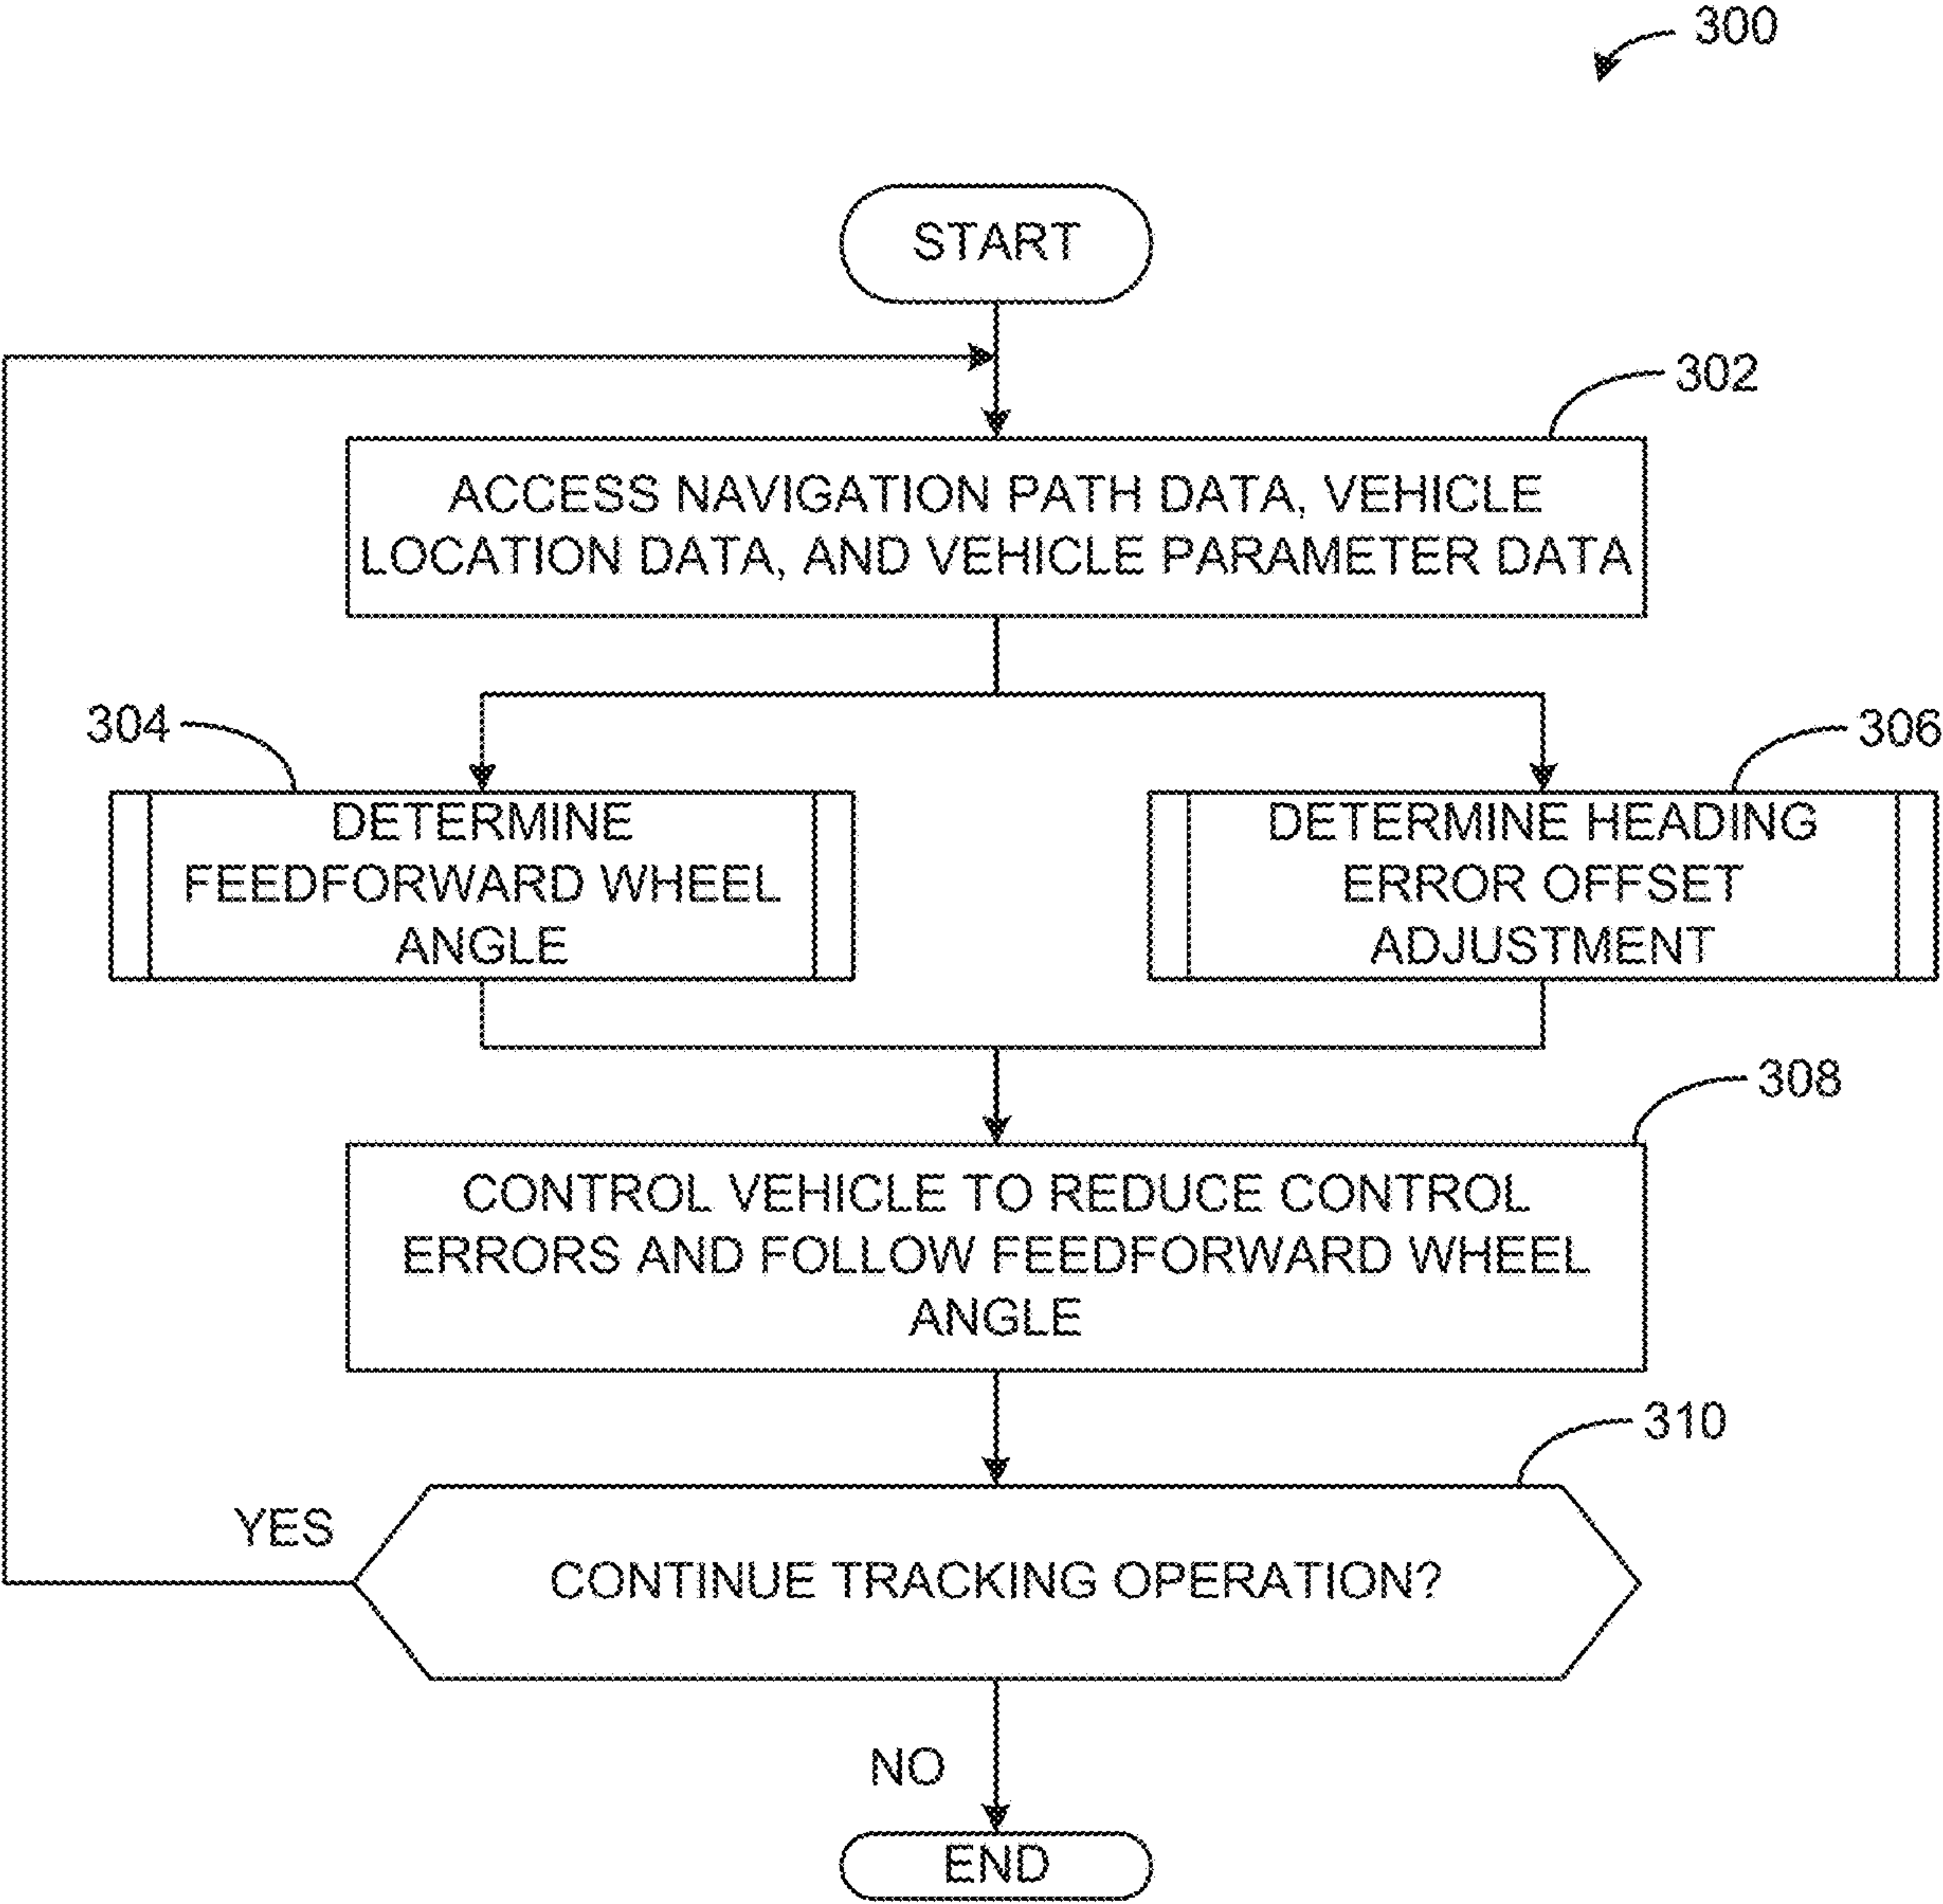 300
START
302
ACCESS NAVIGATION PATH DATA, VEHICLE
LOCATION DATA, AND VEHICLE PARAMETER DATA
304
306
DETERMINE
FEEDFORWARD WHEEL
ANGLE
DETERMINE HEADING
ERROR OFFSET
ADJUSTMENT
308
CONTROL VEHICLE TO REDUCE CONTROL
ERRORS AND FOLLOW FEEDFORWARD WHEEL
ANGLE
310
YES
CONTINUE TRACKING OPERATION?
NO
END